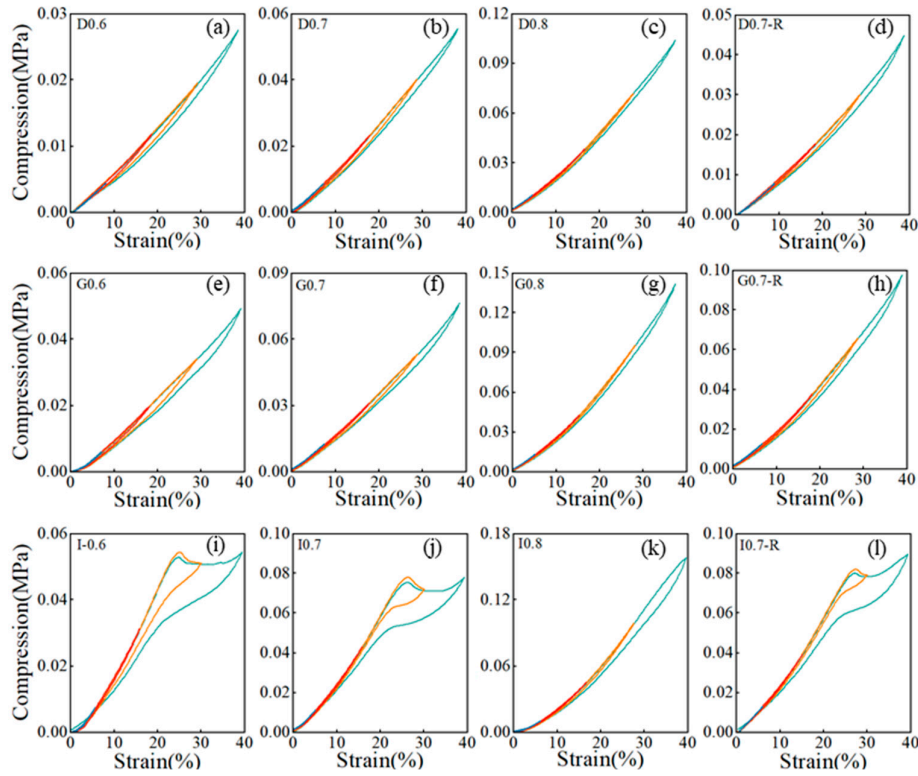 D0.6 (a) D0.7 (b) D0.8 (c) D0.7-R (d)
Compression(MPa)
0.03 0.06 0.12 0.05
0.04
0.02 0.04 0.09 0.03
0.06
0.01 0.02 0.03 0.02
0.01
0.00 0.00 0.00 0.00
0 10 20 30 40 0 10 20 30 40 0 10 20 30 40 0 10 20 30 40
Strain(%) Strain(%) Strain(%) Strain(%)
G0.6 (e) G0.7 (f) G0.8 (g) G0.7-R (h)
Compression(MPa)
0.06 0.09 0.15 0.10
0.12
0.08
0.04 0.06 0.09 0.06
0.06 0.04
0.02 0.03 0.03 0.02
0.00 0.00 0.00 0.00
0 10 20 30 40 0 10 20 30 40 0 10 20 30 40 0 10 20 30 40
Strain(%) Strain(%) Strain(%) Strain(%)
I-0.6 (i) I0.7 (j) I0.8 (k) I0.7-R (l)
Compression(MPa)
0.06 0.10 0.18 0.10
0.08 0.08
0.04 0.06 0.12 0.06
0.02 0.04 0.06 0.04
0.02 0.02
0.00 0.00 0.00 0.00
0 10 20 30 40 0 10 20 30 40 0 10 20 30 40 0 10 20 30 40
Strain(%) Strain(%) Strain(%) Strain(%)